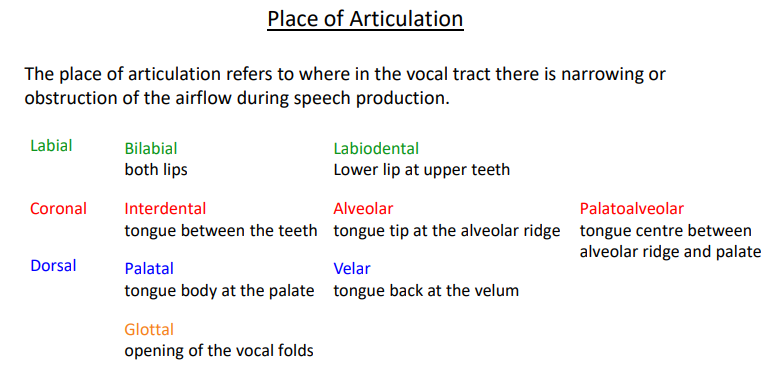 Place of Articulation
The place of articulation refers to where in the vocal tract there is narrowing or
obstruction of the airflow during speech production.
Labial Bilabial Labiodental
both lips Lower lip at upper teeth
Coronal Interdental Alveolar Palatoalveolar
tongue between the teeth tongue tip at the alveolar ridge tongue centre between
alveolar ridge and palate
Dorsal Palatal Velar
tongue body at the palate tongue back at the velum
Glottal
opening of the vocal folds